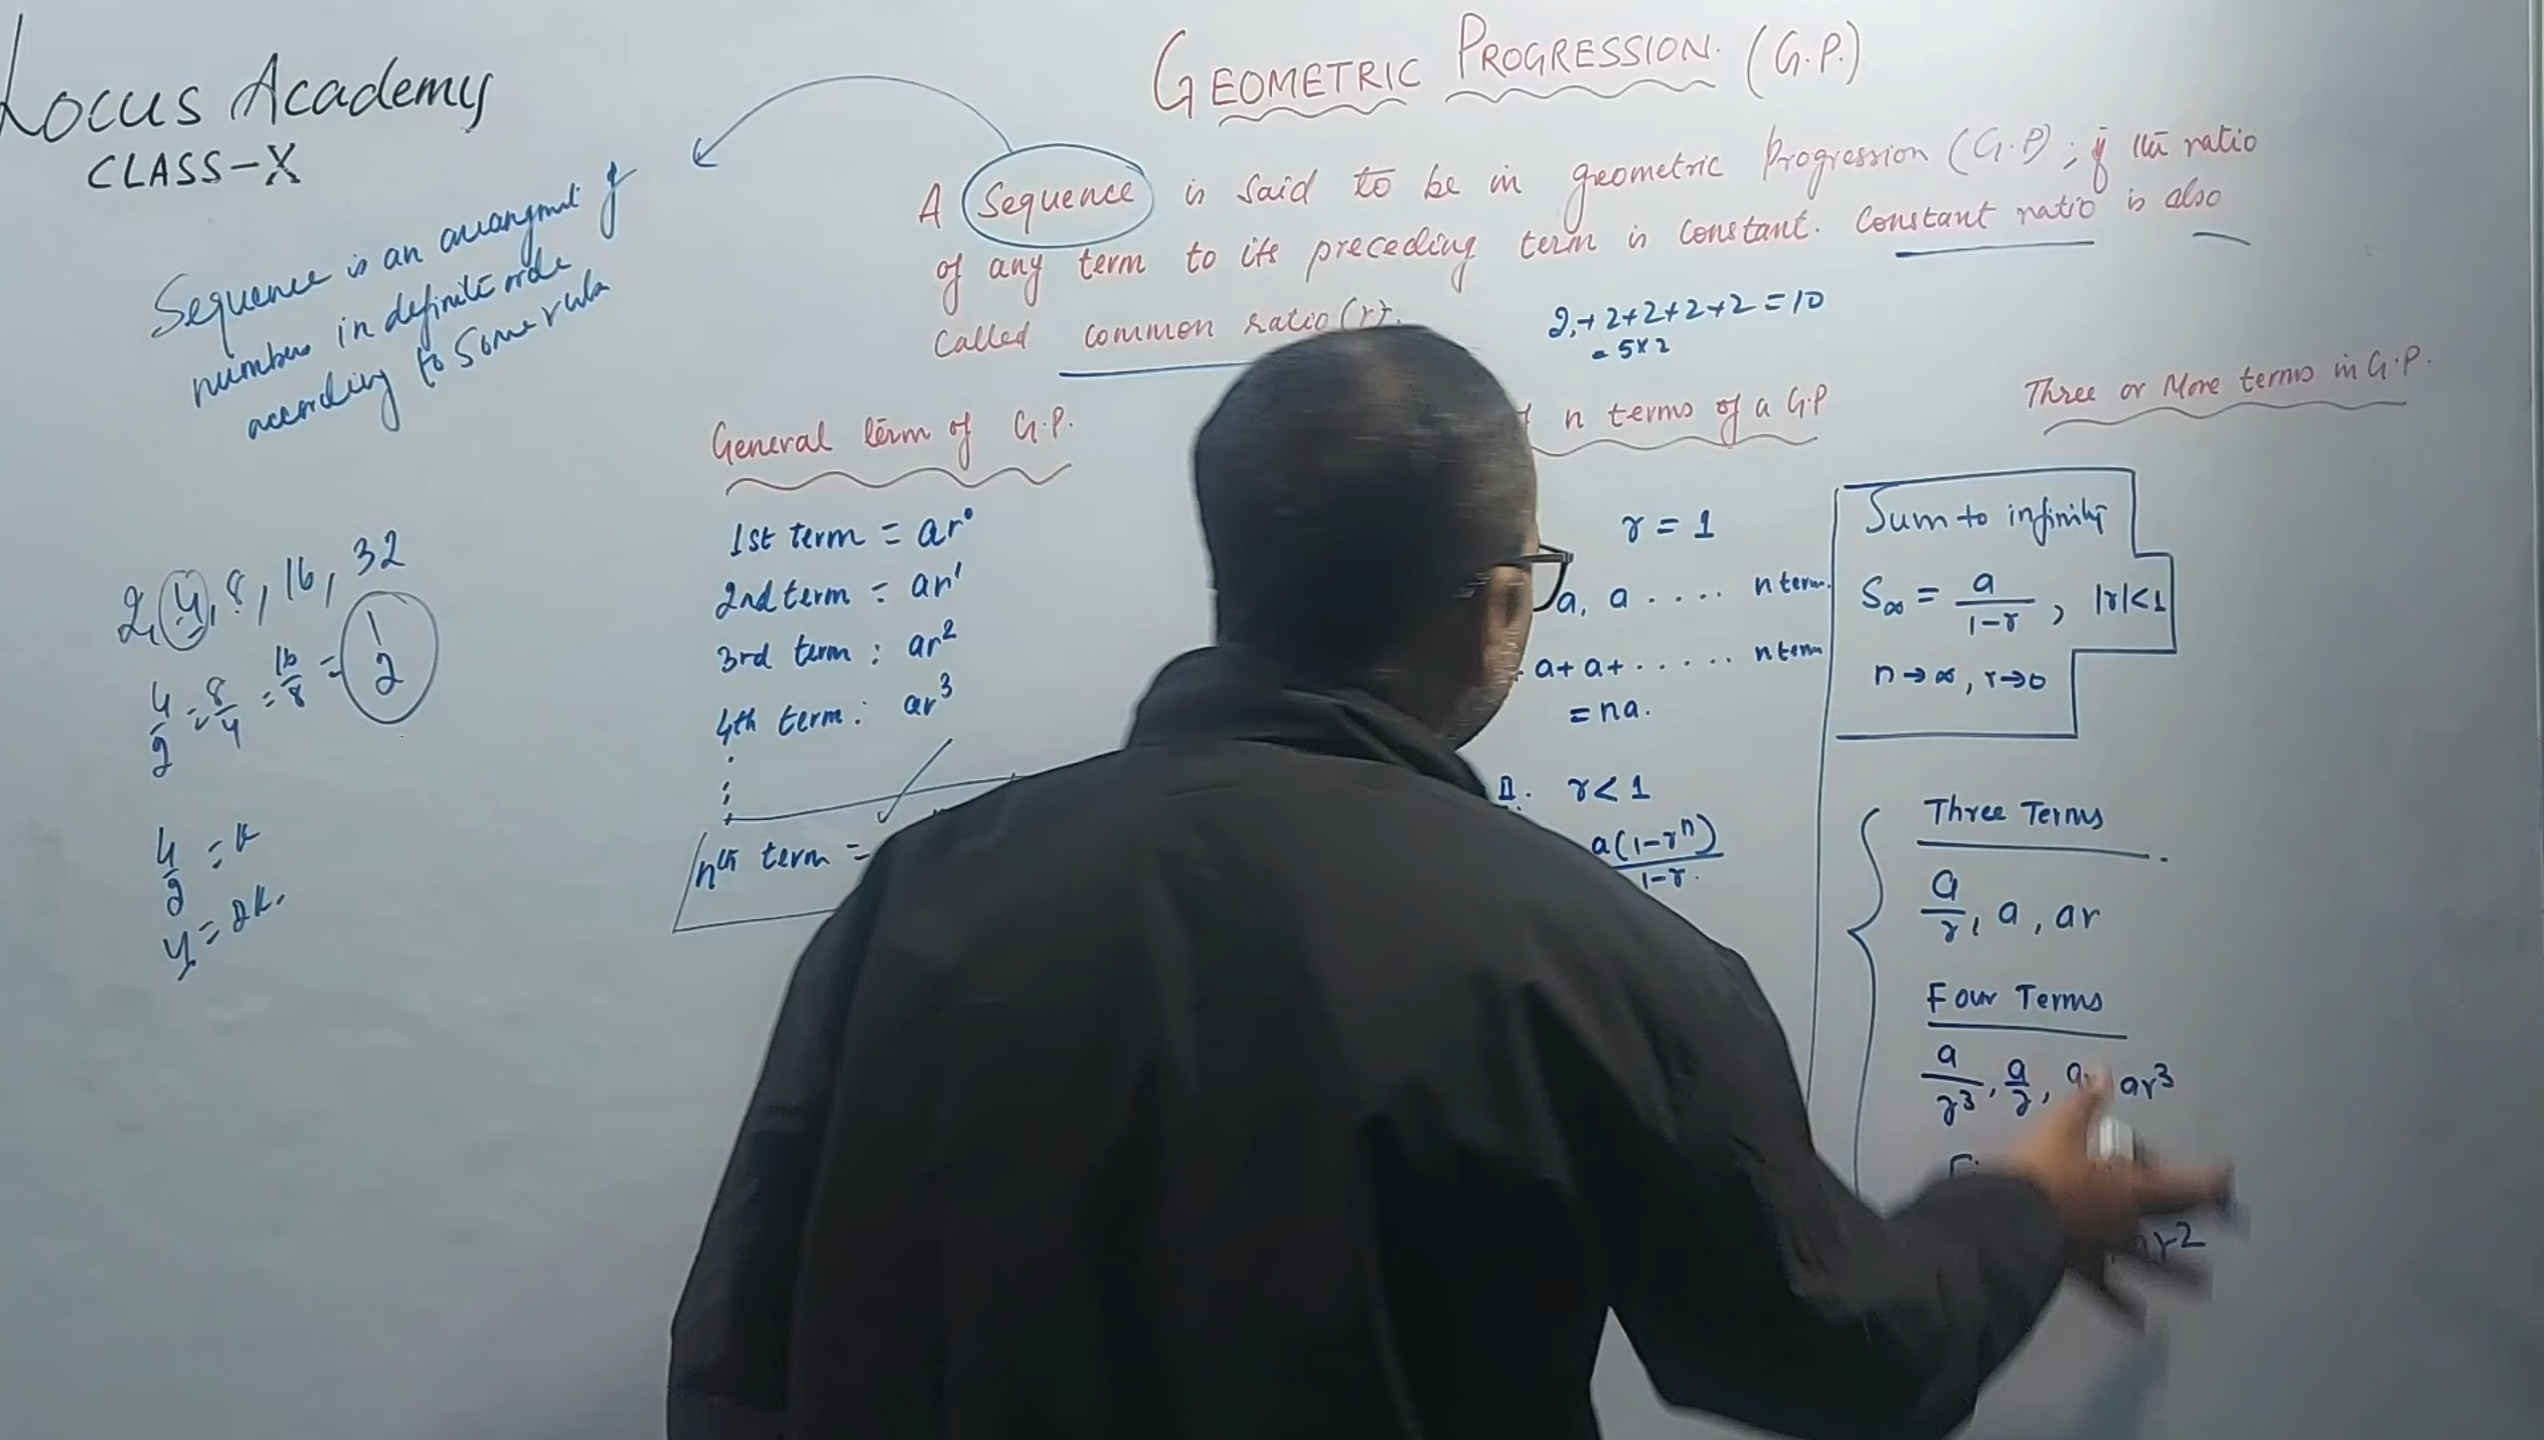 Locus Academy
CLASS-X
GEOMETRIC PROGRESSION. (G.P.)
A Sequence is said to be in geometric Progression (G.P); if the ratio
of any term to its preceding term is constant. Constant ratio is also
called common ratio (r).
Sequence is an arrangment of
numbers in definite order
according to some rule
2, 4, 8, 16, 32
4/2 = 8/4 = 16/8 =
1
2
4/2 = k
y = 2k.
General term of G.P.
1st term = ar⁰
2nd term = ar¹
3rd term : ar²
4th term : ar³
nth term =
2 + 2+2+2+2 = 10
= 5×2
n terms of a G.P
r = 1
a, a .... n term.
a + a + ..... n term
= na.
II. r < 1
a(1-rⁿ)/1-r.
Three or More terms in G.P.
Sum to infinity
S∞ = a/1-r, |r|<1
n→∞, r→0
Three Terms
a/r, a, ar
Four Terms
a/r³, a/r, ar ar³
ar²